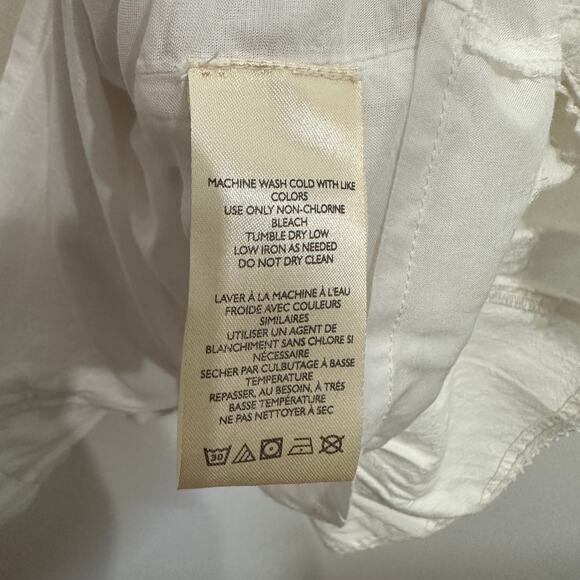 MACHINE WASH COLD WITH LIKE
COLORS
USE ONLY NON-CHLORINE
BLEACH
TUMBLE DRY LOW
LOW IRON AS NEEDED
DO NOT DRY CLEAN
LAVER À LA MACHINE À L'EAU
FROIDE AVEC COULEURS
SIMILAIRES
UTILISER UN AGENT DE
BLANCHIMENT SANS CHLORE SI
NÉCESSAIRE
SECHER PAR CULBUTAGE À BASSE
TEMPERATURE
REPASSER, AU BESOIN, À TRÈS
BASSE TEMPÉRATURE
NE PAS NETTOYER À SEC
30